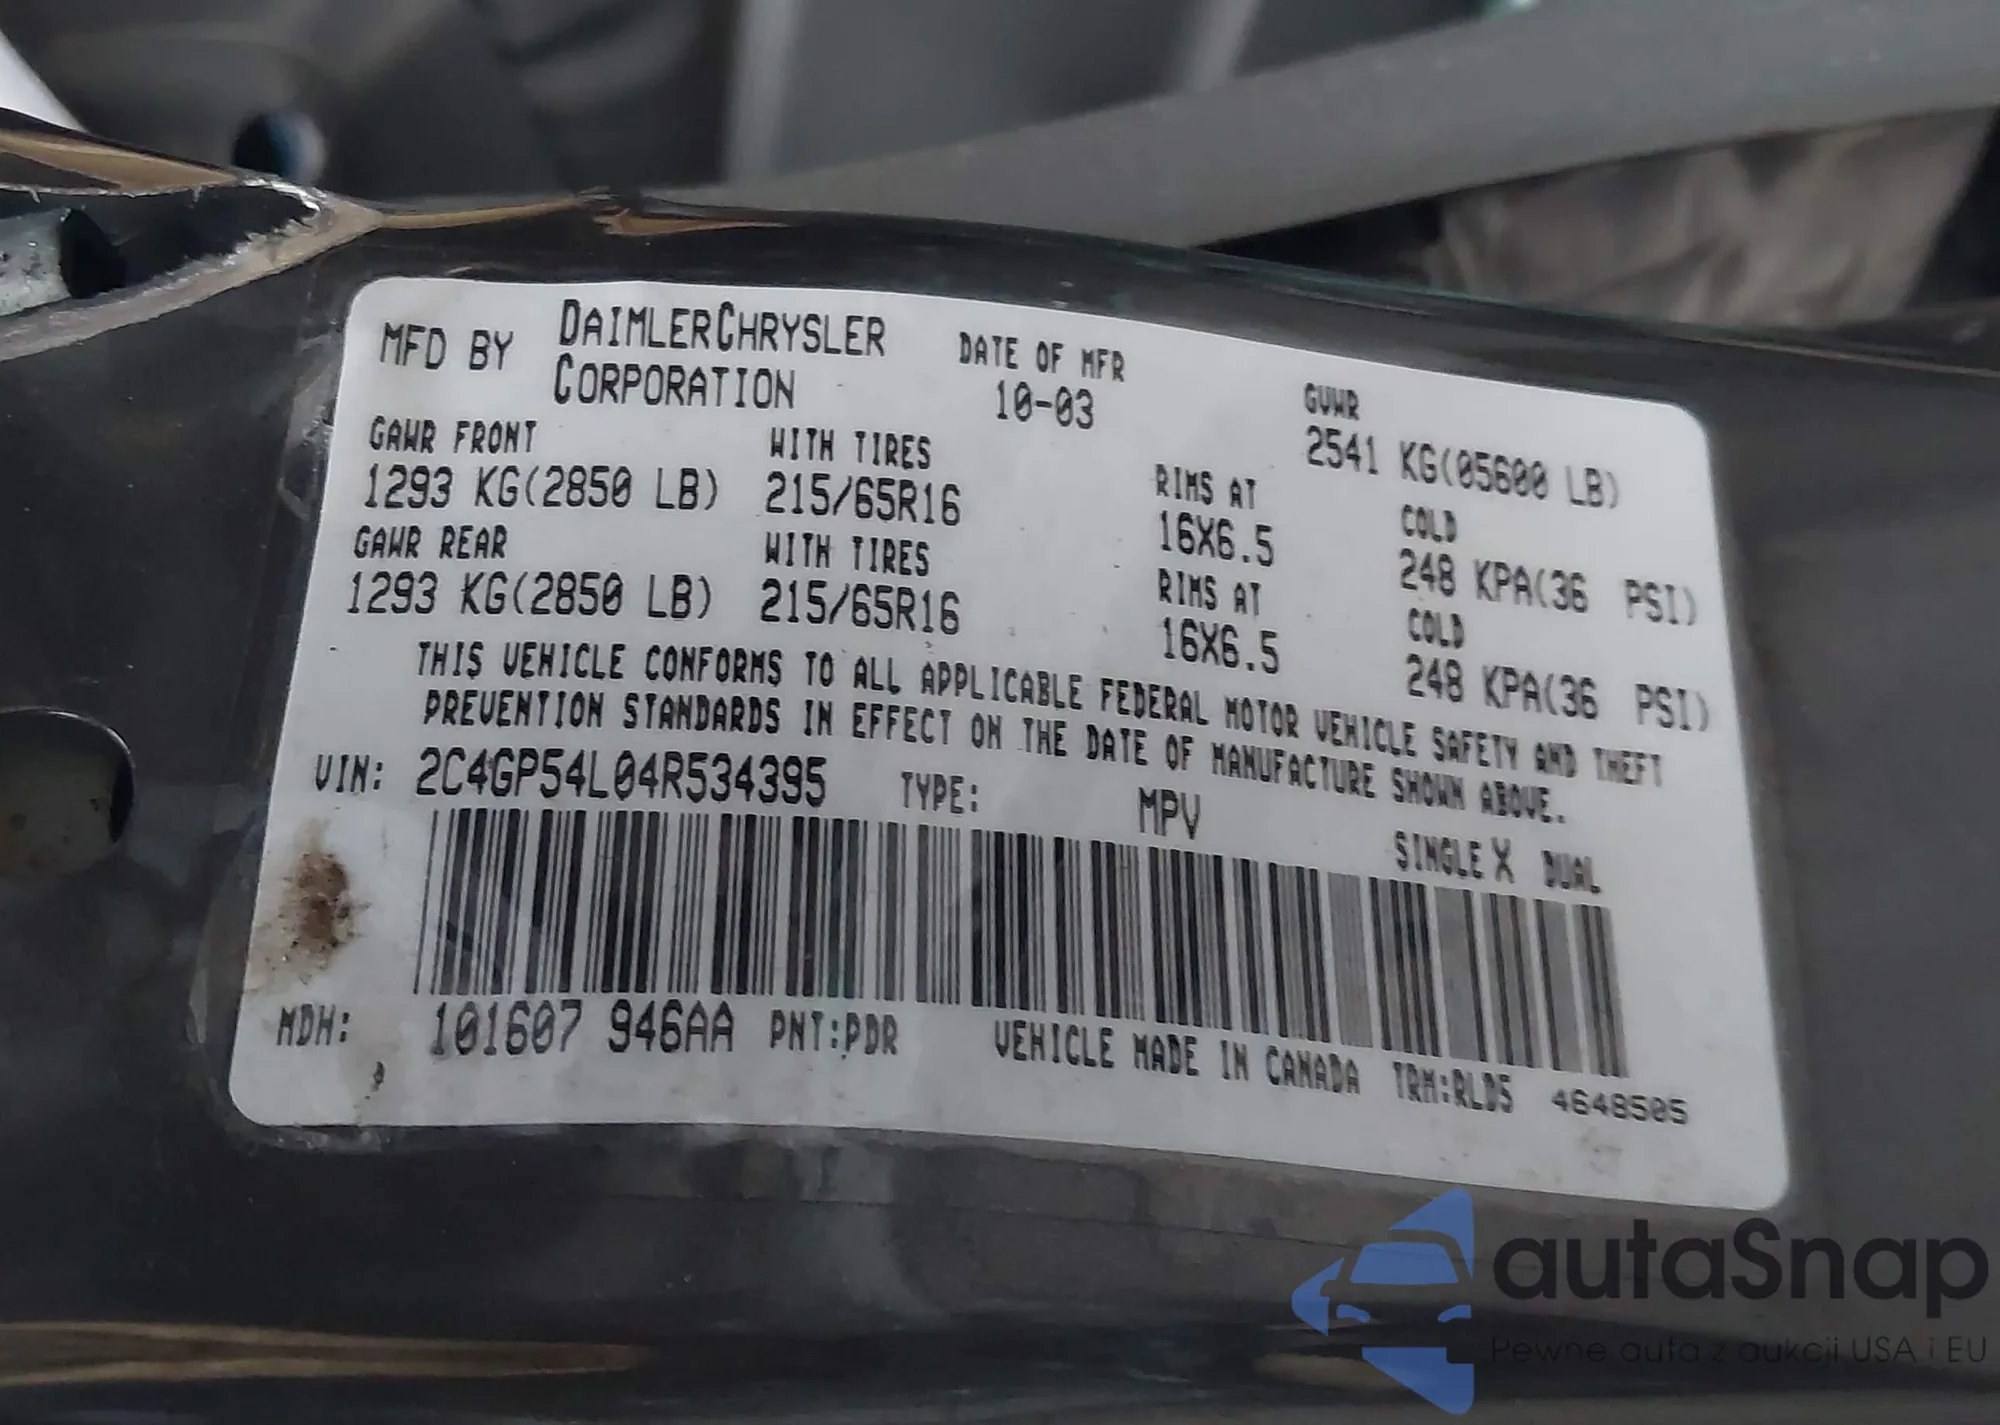 MFD BY DAIMLERCHRYSLER CORPORATION
DATE OF MFR 10-03
GVWR 2541 KG(05600 LB)
GAWR FRONT WITH TIRES RIMS AT COLD
1293 KG(2850 LB) 215/65R16 16X6.5 248 KPA(36 PSI)
GAWR REAR WITH TIRES RIMS AT COLD
1293 KG(2850 LB) 215/65R16 16X6.5 248 KPA(36 PSI)
THIS VEHICLE CONFORMS TO ALL APPLICABLE FEDERAL MOTOR VEHICLE SAFETY AND THEFT
PREVENTION STANDARDS IN EFFECT ON THE DATE OF MANUFACTURE SHOWN ABOVE.
VIN: 2C4GP54L04R534395 TYPE: MPV
SINGLE X DUAL
MDH: 101607 946AA PNT:PDR VEHICLE MADE IN CANADA TRM:RLD5 4648505
autaSnap
Pewne auta z aukcji USA i EU